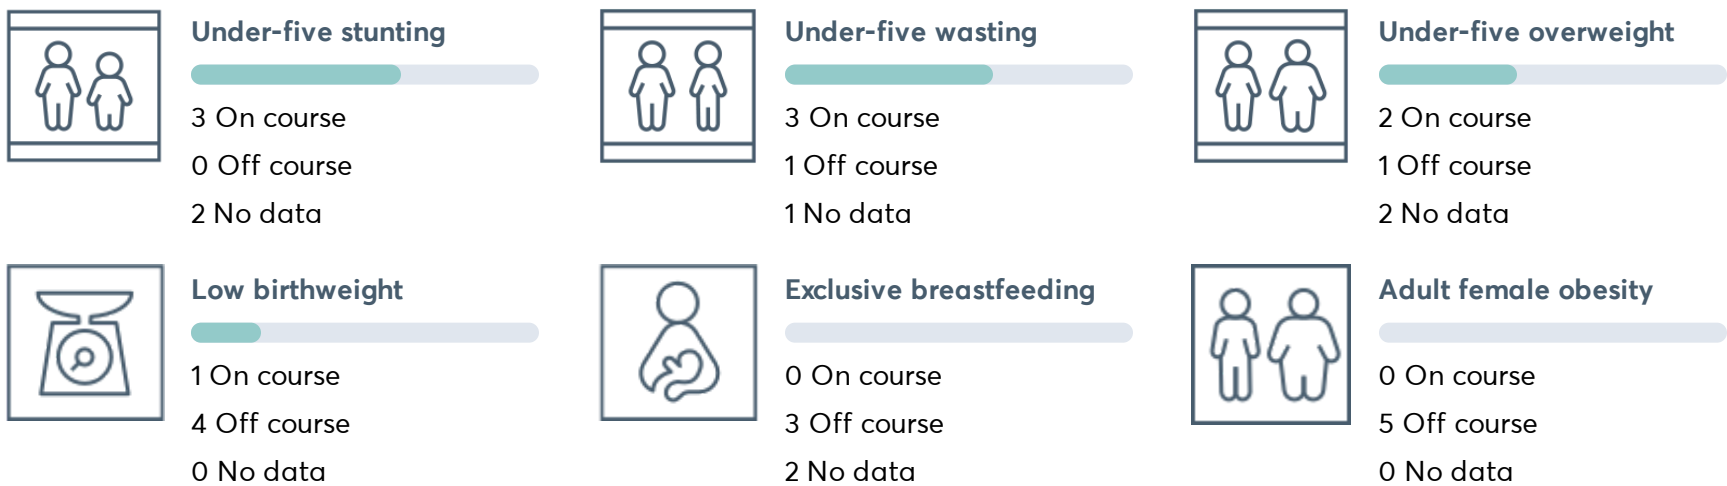 Under-five stunting
3 On course
0 Off course
2 No data
Under-five wasting
3 On course
1 Off course
1 No data
Under-five overweight
2 On course
1 Off course
2 No data
Low birthweight
1 On course
4 Off course
0 No data
Exclusive breastfeeding
0 On course
3 Off course
2 No data
Adult female obesity
0 On course
5 Off course
0 No data